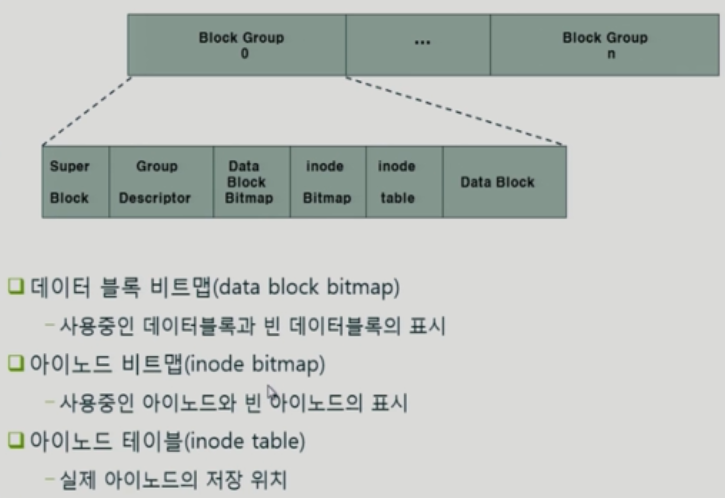 Block Group
0
...
Block Group
n
Super
Block
Group
Descriptor
Data
Block
Bitmap
inode
Bitmap
inode
table
Data Block
데이터 블록 비트맵(data block bitmap)
-사용중인 데이터블록과 빈 데이터블록의 표시
아이노드 비트맵(inode bitmap)
-사용중인 아이노드와 빈 아이노드의 표시
아이노드 테이블(inode table)
-실제 아이노드의 저장 위치